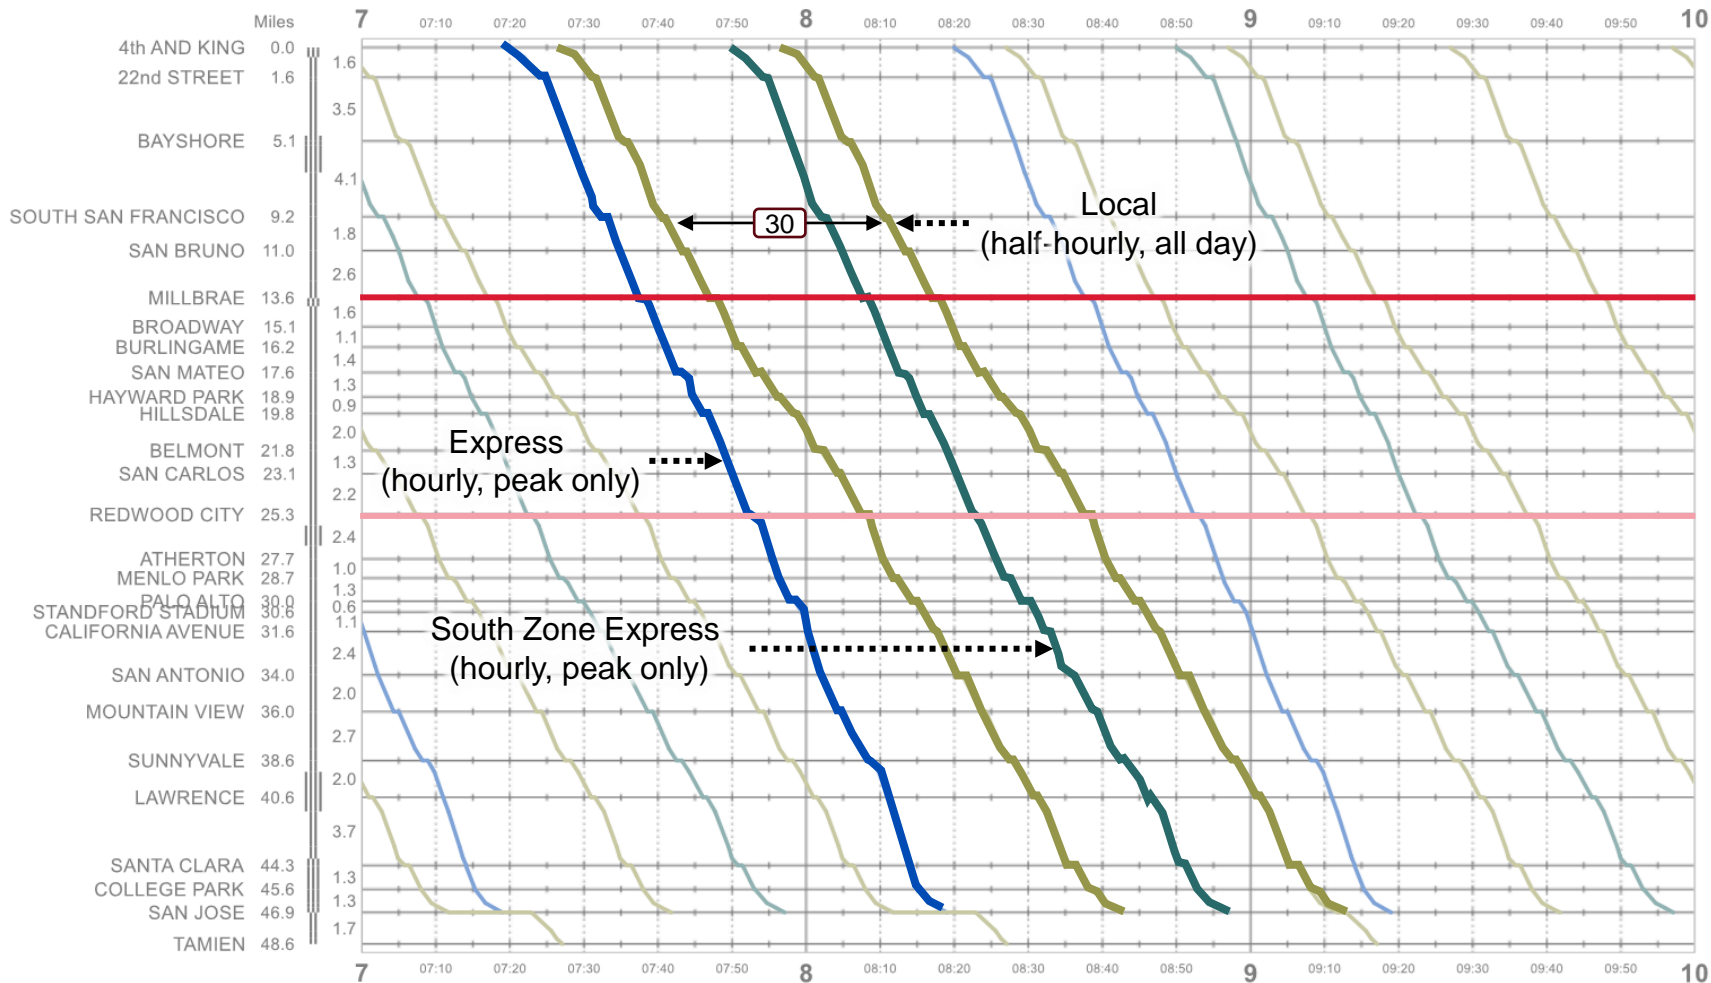 Miles
7 07:10 07:20 07:30 07:40 07:50 8 08:10 08:20 08:30 08:40 08:50 9 09:10 09:20 09:30 09:40 09:50 10
4th AND KING 0.0
1.6
22nd STREET 1.6
3.5
BAYSHORE 5.1
4.1
SOUTH SAN FRANCISCO 9.2
1.8
SAN BRUNO 11.0
2.6
MILLBRAE 13.6
1.6
BROADWAY 15.1
1.1
BURLINGAME 16.2
1.4
SAN MATEO 17.6
1.3
HAYWARD PARK 18.9
0.9
HILLSDALE 19.8
2.0
BELMONT 21.8
1.3
SAN CARLOS 23.1
2.2
REDWOOD CITY 25.3
2.4
ATHERTON 27.7
1.0
MENLO PARK 28.7
1.3
PALO ALTO 30.0
0.6
STANDFORD STADIUM 30.6
1.1
CALIFORNIA AVENUE 31.6
2.4
SAN ANTONIO 34.0
2.0
MOUNTAIN VIEW 36.0
2.7
SUNNYVALE 38.6
2.0
LAWRENCE 40.6
3.7
SANTA CLARA 44.3
1.3
COLLEGE PARK 45.6
1.3
SAN JOSE 46.9
1.7
TAMIEN 48.6
30
Local
(half-hourly, all day)
Express
(hourly, peak only)
South Zone Express
(hourly, peak only)
7 07:10 07:20 07:30 07:40 07:50 8 08:10 08:20 08:30 08:40 08:50 9 09:10 09:20 09:30 09:40 09:50 10